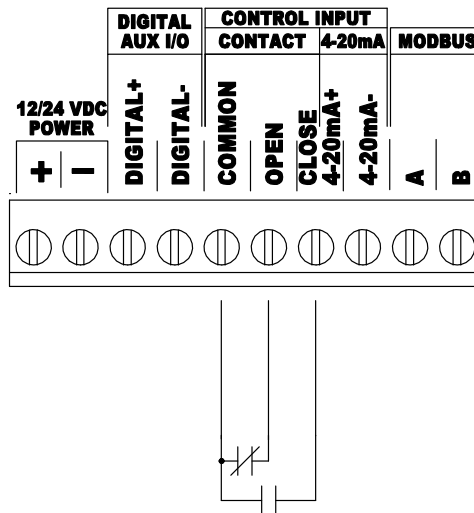 DIGITAL
AUX I/O
CONTROL INPUT
CONTACT
4-20mA
MODBUS
12/24 VDC
POWER
+
−
DIGITAL+
DIGITAL-
COMMON
OPEN
CLOSE
4-20mA+
4-20mA-
A
B